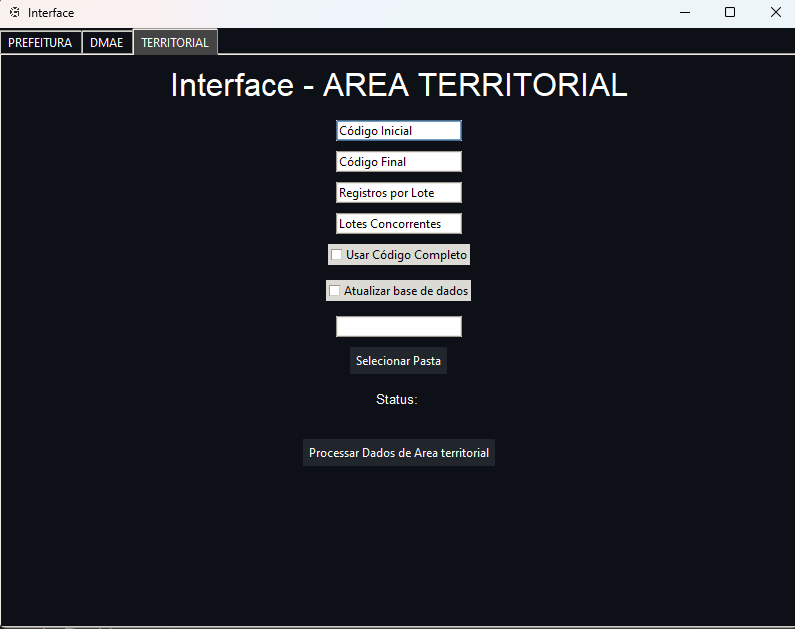 Interface
PREFEITURA DMAE TERRITORIAL
Interface - AREA TERRITORIAL
Código Inicial
Código Final
Registros por Lote
Lotes Concorrentes
Usar Código Completo
Atualizar base de dados
Selecionar Pasta
Status:
Processar Dados de Area territorial